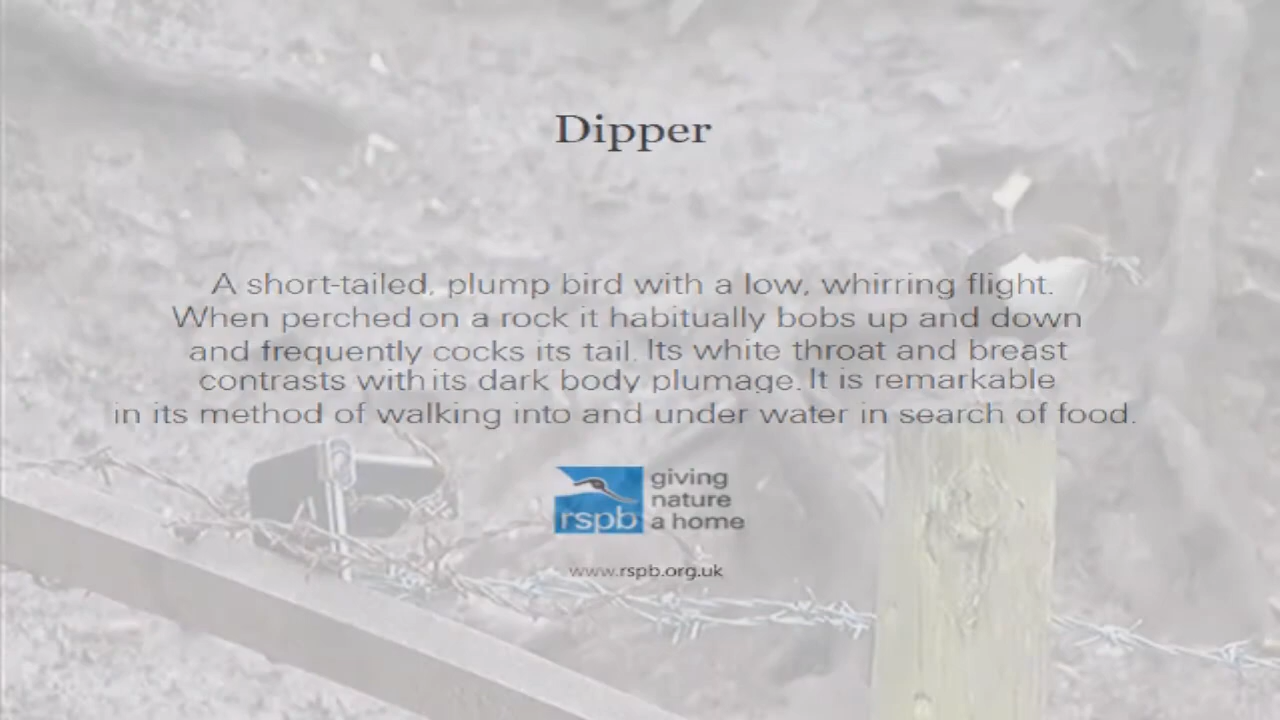 Dipper
A short-tailed, plump bird with a low, whirring flight.
When perched on a rock it habitually bobs up and down
and frequently cocks its tail. Its white throat and breast
contrasts with its dark body plumage. It is remarkable
in its method of walking into and under water in search of food.
rspb
giving
nature
a home
www.rspb.org.uk